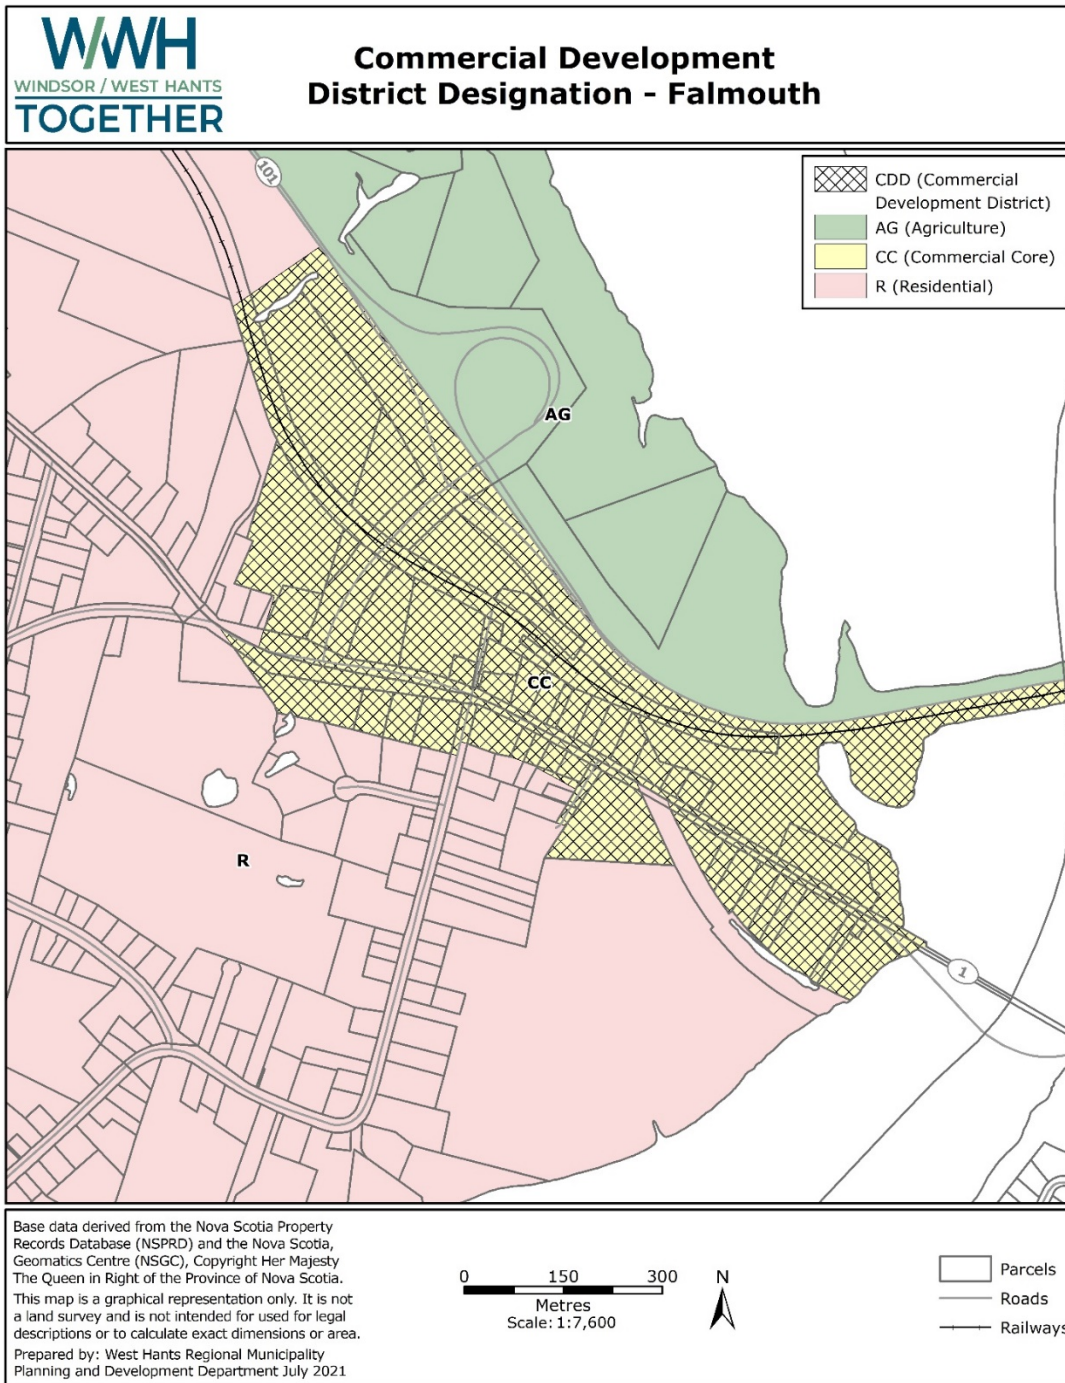 WWH
WINDSOR / WEST HANTS
TOGETHER
Commercial Development
District Designation - Falmouth
101
CDD (Commercial
Development District)
AG (Agriculture)
CC (Commercial Core)
R (Residential)
AG
CC
R
1
Base data derived from the Nova Scotia Property
Records Database (NSPRD) and the Nova Scotia,
Geomatics Centre (NSGC), Copyright Her Majesty
The Queen in Right of the Province of Nova Scotia.
This map is a graphical representation only. It is not
a land survey and is not intended for used for legal
descriptions or to calculate exact dimensions or area.
Prepared by: West Hants Regional Municipality
Planning and Development Department July 2021
0 150 300
Metres
Scale: 1:7,600
N
Parcels
Roads
Railways